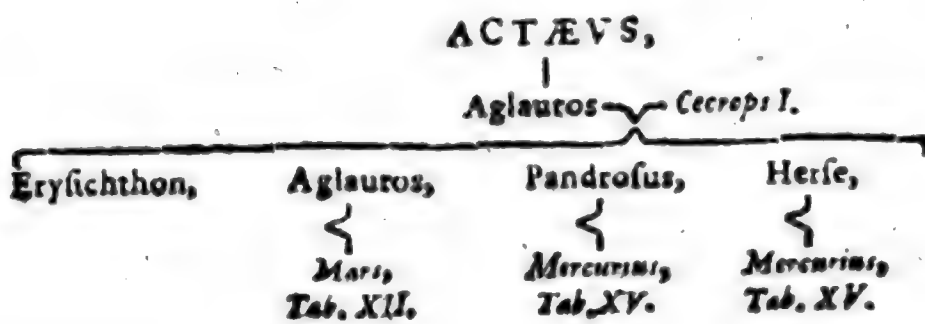 ACTÆVS,
Aglauros Cecrops I.
Eryſichthon, Aglauros, Pandroſus, Herſe,
Mars, Mercurius, Mercurius,
Tab. XII. Tab. XV. Tab. XV.